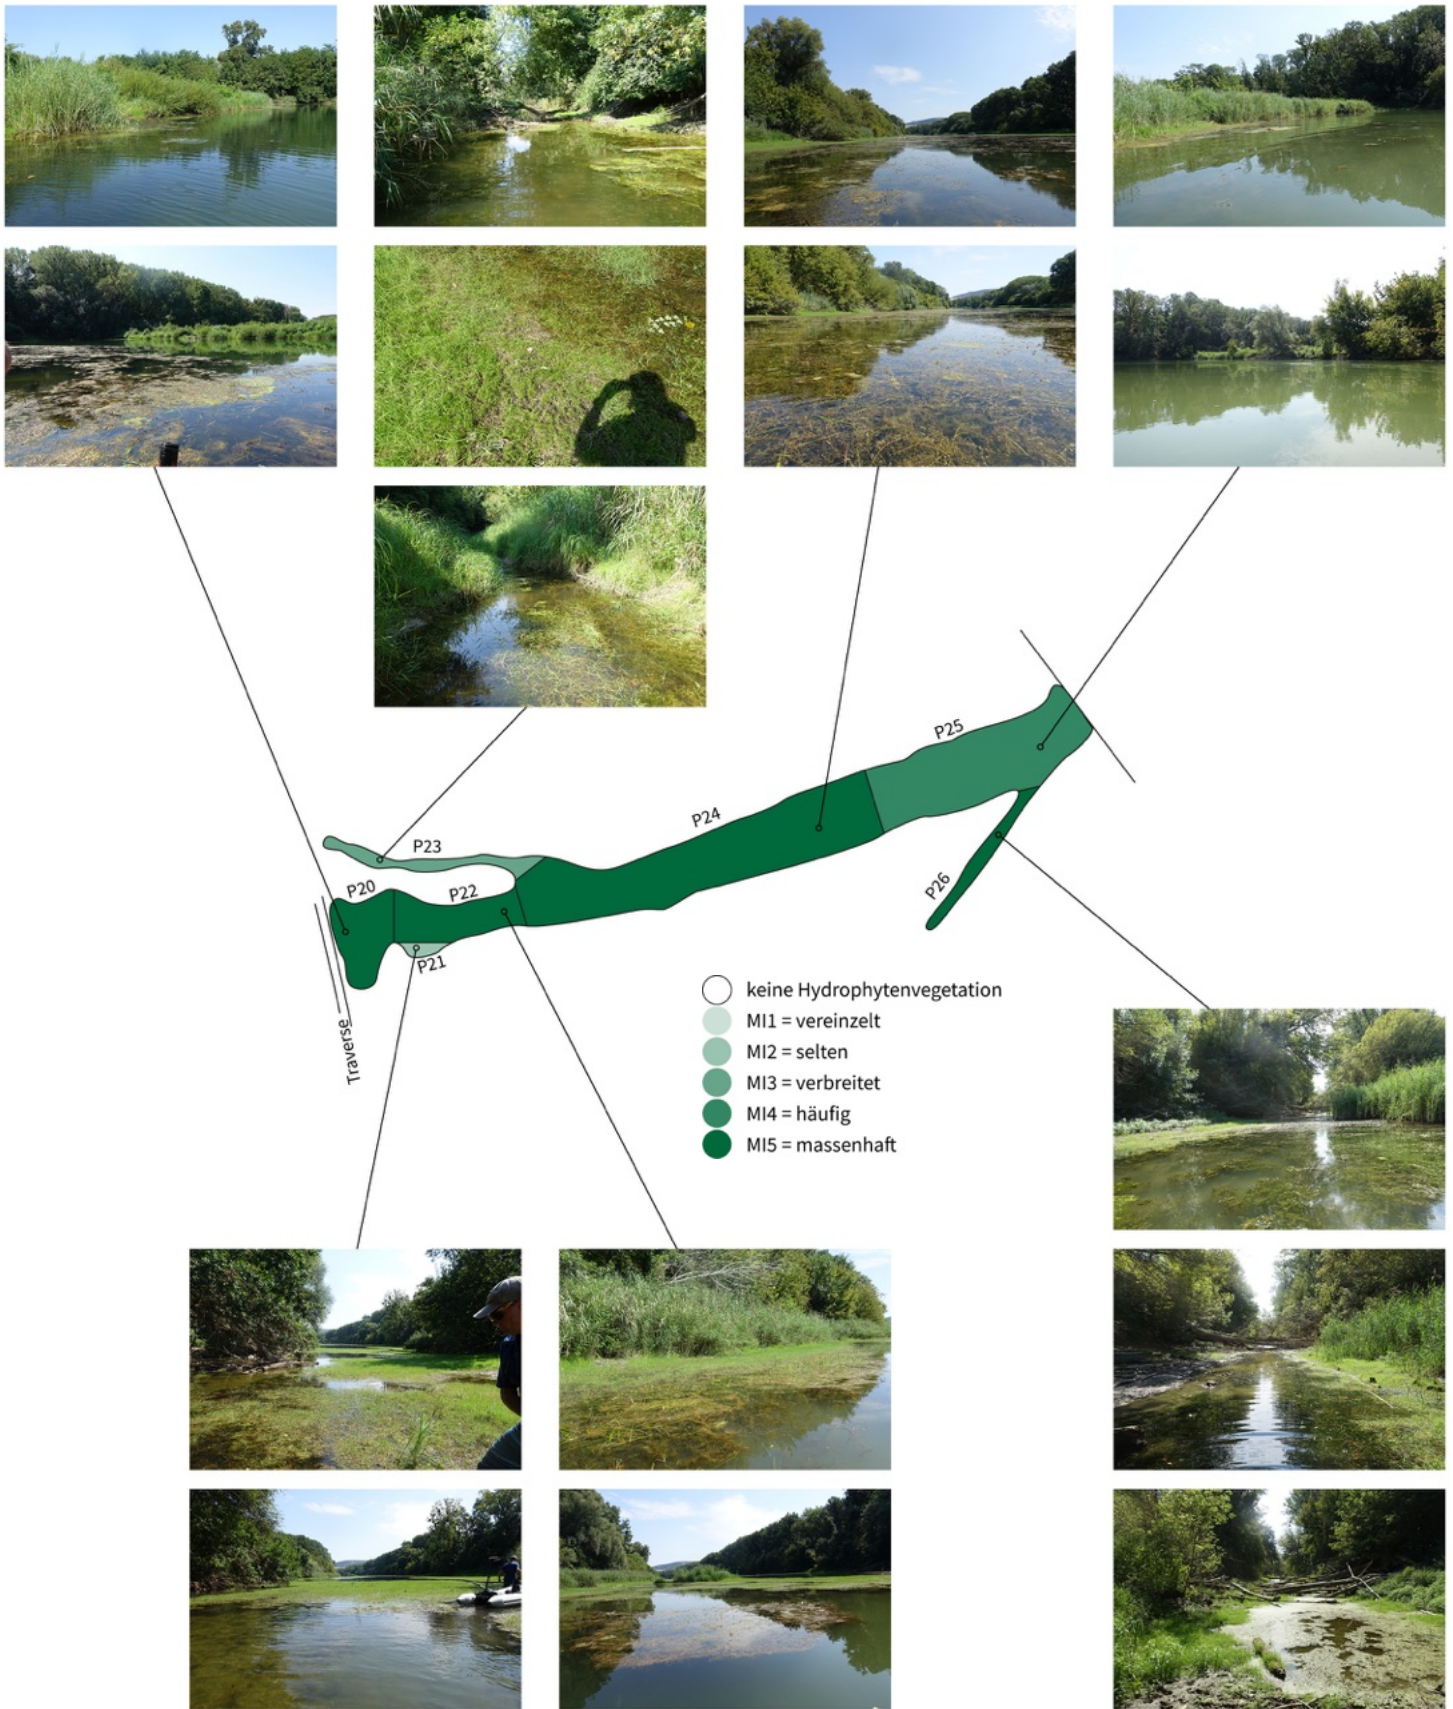 P25
P24
P23
P20
P22
P26
P21
Traverse
keine Hydrophytenvegetation
MI1 = vereinzelt
MI2 = selten
MI3 = verbreitet
MI4 = häufig
MI5 = massenhaft